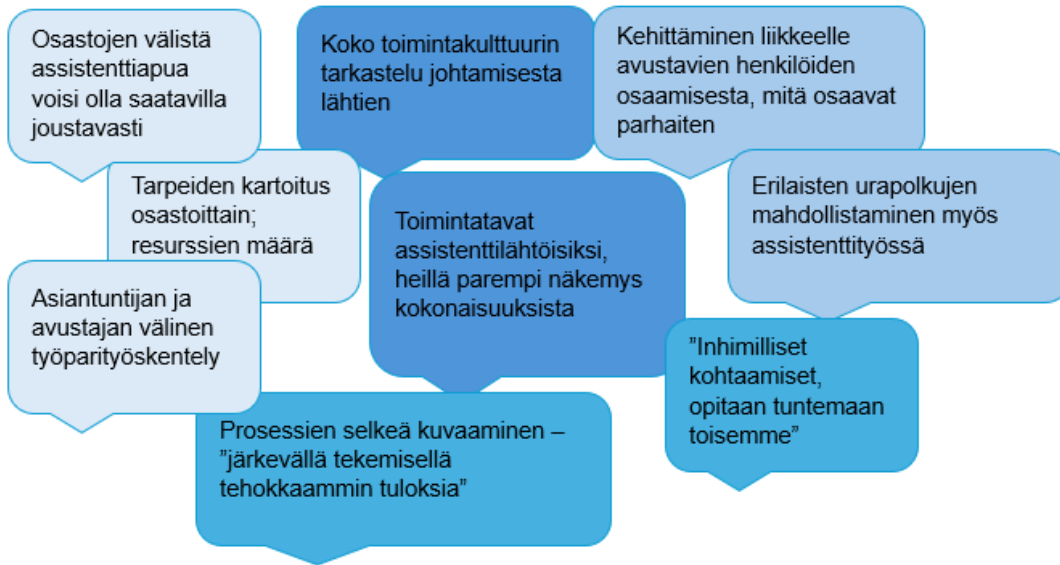 Osastojen välistä
assistenttiapua
voisi olla saatavilla
joustavasti
Koko toimintakulttuurin
tarkastelu johtamisesta
lähtien
Kehittäminen liikkeelle
avustavien henkilöiden
osaamisesta, mitä osaavat
parhaiten
Tarpeiden kartoitus
osastoittain;
resurssien määrä
Toimintatavat
assistenttilähtöisiksi,
heillä parempi näkemys
kokonaisuuksista
Erilaisten urapolkujen
mahdollistaminen myös
assistenttityössä
Asiantuntijan ja
avustajan välinen
työparityöskentely
”Inhimilliset
kohtaamiset,
opitaan tuntemaan
toisemme”
Prosessien selkeä kuvaaminen –
”järkevällä tekemisellä
tehokkaammin tuloksia”